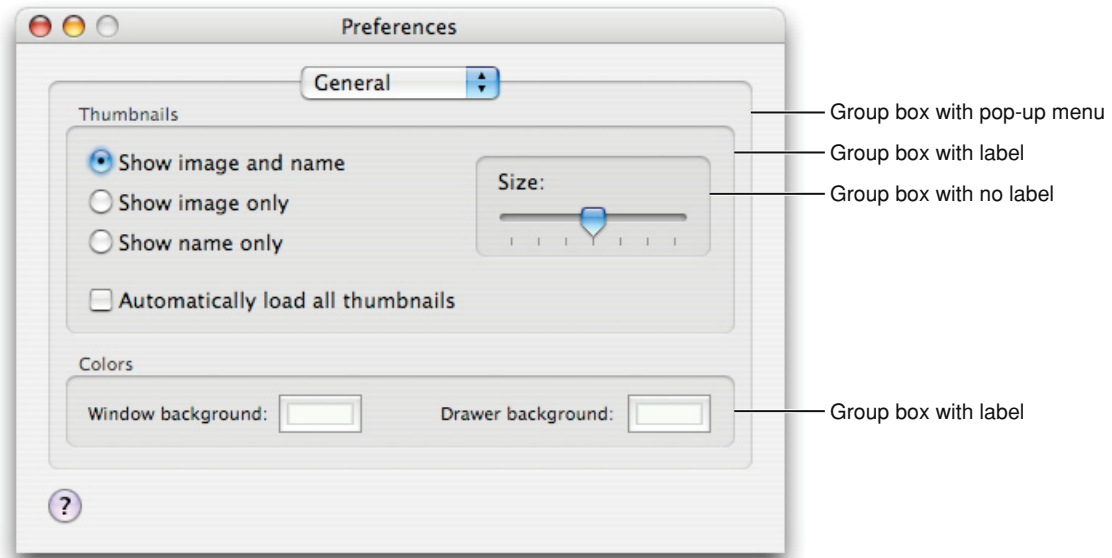 Preferences
General
Group box with pop-up menu
Thumbnails
Group box with label
Show image and name
Size:
Group box with no label
Show image only
Show name only
Automatically load all thumbnails
Colors
Window background:
Drawer background:
Group box with label
?